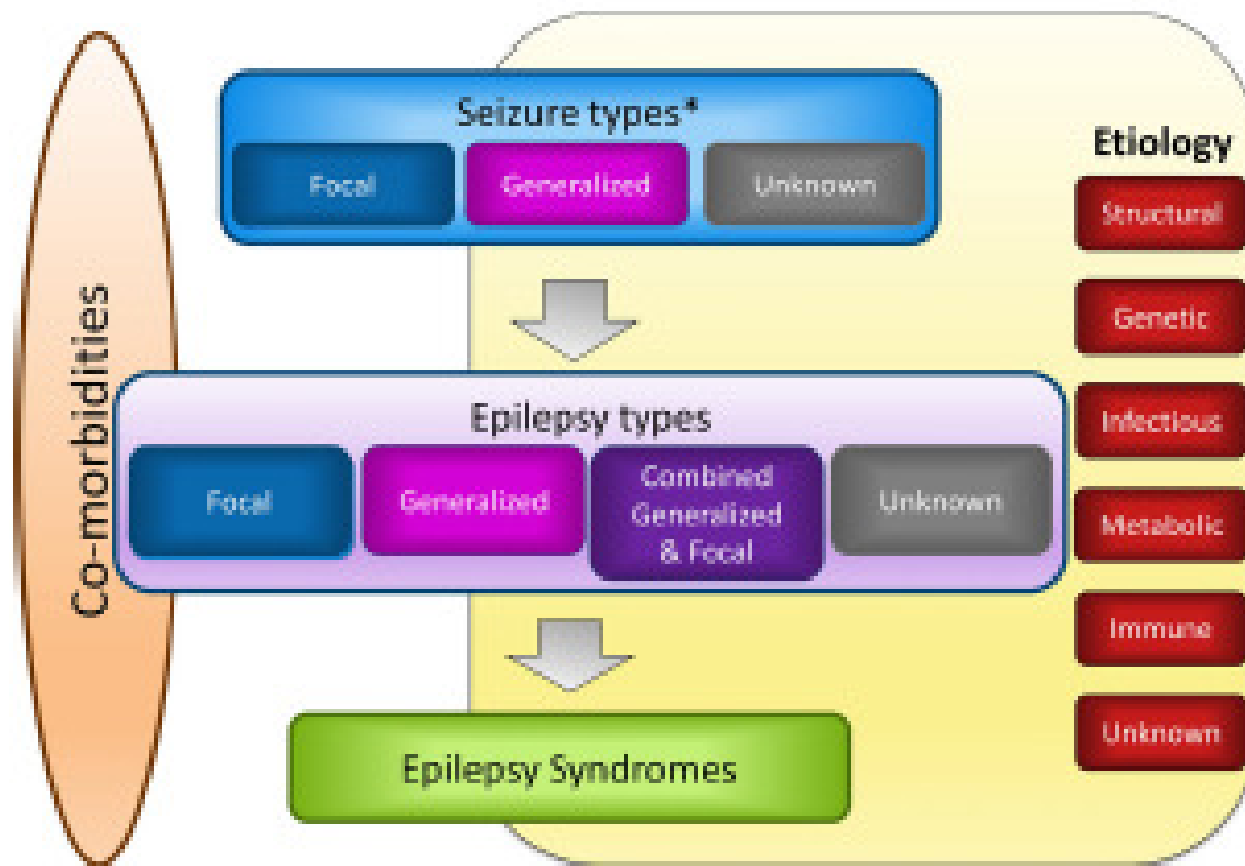 Co-morbidities
Seizure types*
Focal
Generalized
Unknown
Epilepsy types
Focal
Generalized
Combined
Generalized
& Focal
Unknown
Epilepsy Syndromes
Etiology
Structural
Genetic
Infectious
Metabolic
Immune
Unknown